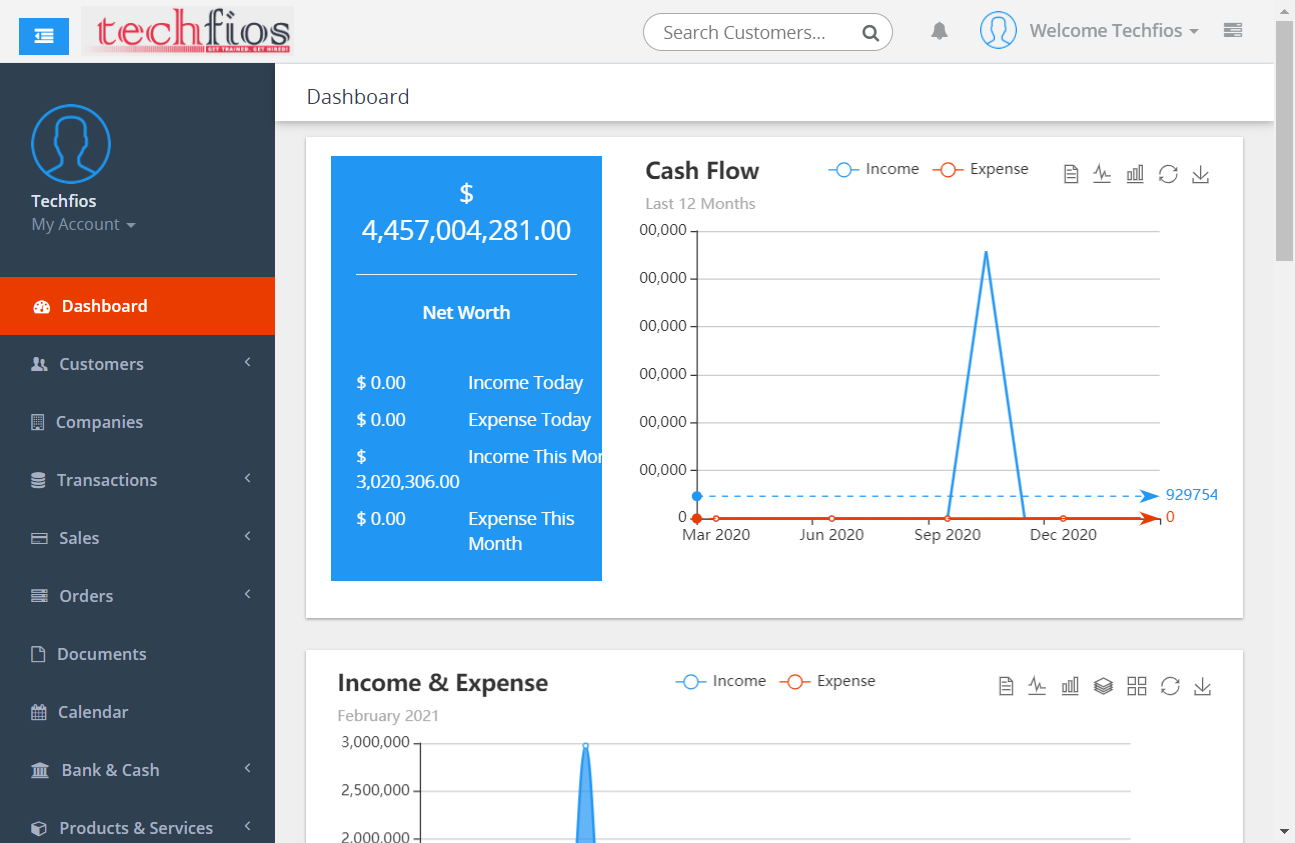 techfios
GET TRAINED. GET HIRED!
Search Customers...
Welcome Techfios
Techfios
My Account
Dashboard
Customers
Companies
Transactions
Sales
Orders
Documents
Calendar
Bank & Cash
Products & Services
Dashboard
$
4,457,004,281.00
Net Worth
$ 0.00 Income Today
$ 0.00 Expense Today
$ Income This Mor
3,020,306.00
$ 0.00 Expense This
Month
Cash Flow
Last 12 Months
Income Expense
00,000
00,000
00,000
00,000
00,000
00,000
0
929754
0
Mar 2020 Jun 2020 Sep 2020 Dec 2020
Income & Expense
February 2021
Income Expense
3,000,000
2,500,000
2,000,000